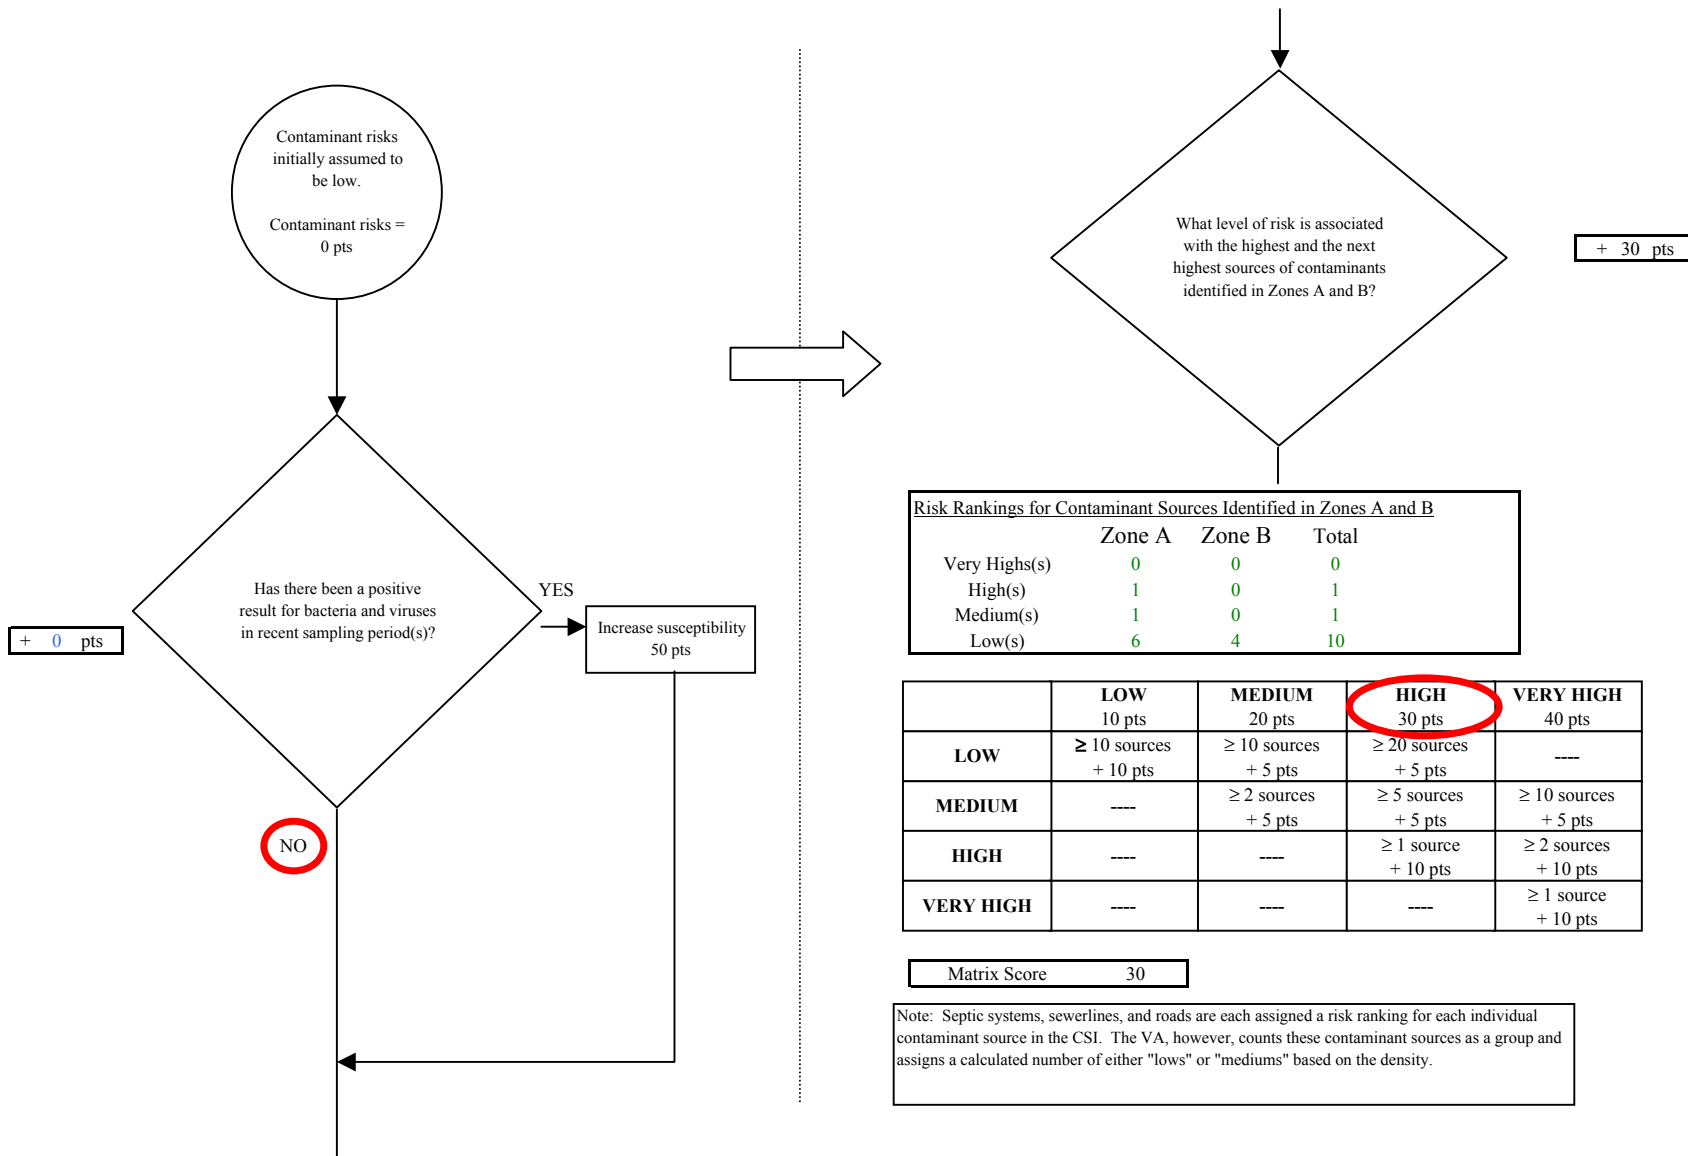 Contaminant risks
initially assumed to
be low.
Contaminant risks =
0 pts
Has there been a positive
result for bacteria and viruses
in recent sampling period(s)?
+ 0 pts
YES
Increase susceptibility
50 pts
NO
What level of risk is associated
with the highest and the next
highest sources of contaminants
identified in Zones A and B?
+ 30 pts
Risk Rankings for Contaminant Sources Identified in Zones A and B
Zone A Zone B Total
Very Highs(s) 0 0 0
High(s) 1 0 1
Medium(s) 1 0 1
Low(s) 6 4 10
LOW MEDIUM HIGH VERY HIGH
10 pts 20 pts 30 pts 40 pts
LOW ≥ 10 sources + 10 pts ≥ 10 sources + 5 pts ≥ 20 sources + 5 pts ----
MEDIUM ---- ≥ 2 sources + 5 pts ≥ 5 sources + 5 pts ≥ 10 sources + 5 pts
HIGH ---- ---- ≥ 1 source + 10 pts ≥ 2 sources + 10 pts
VERY HIGH ---- ---- ---- ≥ 1 source + 10 pts
Matrix Score 30
Note: Septic systems, sewerlines, and roads are each assigned a risk ranking for each individual
contaminant source in the CSI. The VA, however, counts these contaminant sources as a group and
assigns a calculated number of either "lows" or "mediums" based on the density.